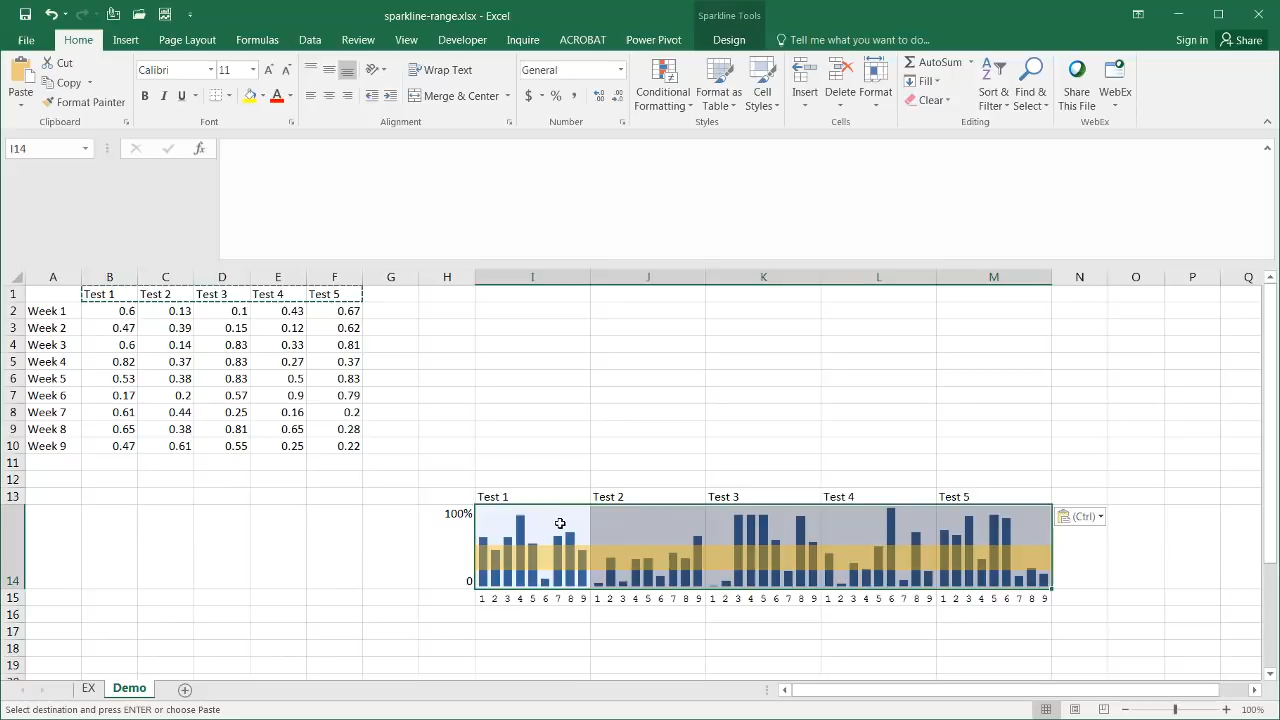 sparkline-range.xlsx - Excel
Sparkline Tools
File Home Insert Page Layout Formulas Data Review View Developer Inquire ACROBAT Power Pivot Design Tell me what you want to do... Sign in Share
Paste
Cut
Copy
Format Painter
Clipboard
Calibri 11
B I U
Font
Wrap Text
Merge & Center
Alignment
General
$ % ,
Number
Conditional Formatting
Format as Table
Cell Styles
Styles
Insert
Delete
Format
Cells
AutoSum
Fill
Clear
Sort & Filter
Find & Select
Editing
Share This File
WebEx
WebEx
I14
fx
A B C D E F G H I J K L M N O P Q
1 Test 1 Test 2 Test 3 Test 4 Test 5
2 Week 1 0.6 0.13 0.1 0.43 0.67
3 Week 2 0.47 0.39 0.15 0.12 0.62
4 Week 3 0.6 0.14 0.83 0.33 0.81
5 Week 4 0.82 0.37 0.83 0.27 0.37
6 Week 5 0.53 0.38 0.83 0.5 0.83
7 Week 6 0.17 0.2 0.57 0.9 0.79
8 Week 7 0.61 0.44 0.25 0.16 0.2
9 Week 8 0.65 0.38 0.81 0.65 0.28
10 Week 9 0.47 0.61 0.55 0.25 0.22
11
12
13 Test 1 Test 2 Test 3 Test 4 Test 5
100%
(Ctrl)
14 0
15 1 2 3 4 5 6 7 8 9 1 2 3 4 5 6 7 8 9 1 2 3 4 5 6 7 8 9 1 2 3 4 5 6 7 8 9 1 2 3 4 5 6 7 8 9
16
17
18
19
EX Demo
Select destination and press ENTER or choose Paste
100%